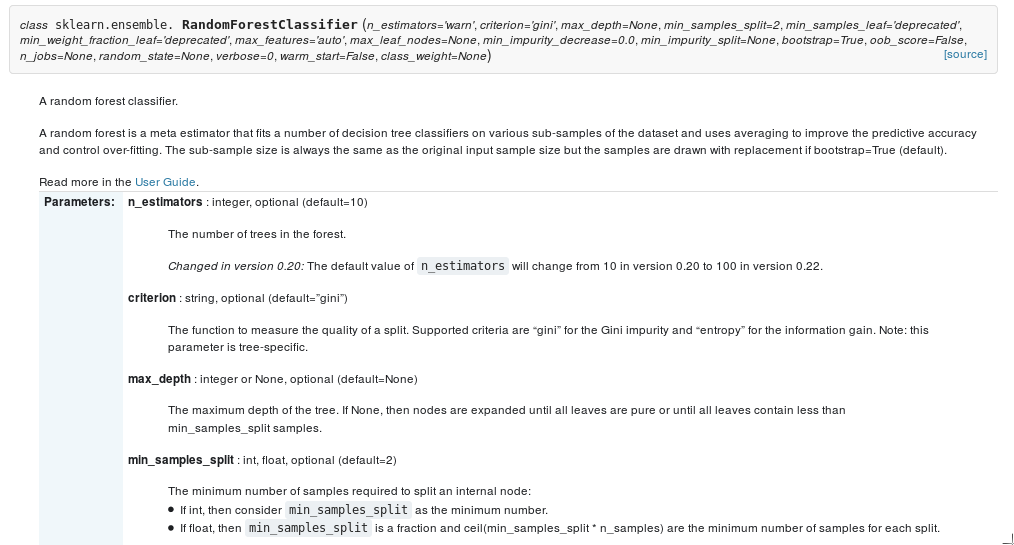 class sklearn.ensemble. RandomForestClassifier (n_estimators='warn', criterion='gini', max_depth=None, min_samples_split=2, min_samples_leaf='deprecated',
min_weight_fraction_leaf='deprecated', max_features='auto', max_leaf_nodes=None, min_impurity_decrease=0.0, min_impurity_split=None, bootstrap=True, oob_score=False,
n_jobs=None, random_state=None, verbose=0, warm_start=False, class_weight=None) [source]
A random forest classifier.
A random forest is a meta estimator that fits a number of decision tree classifiers on various sub-samples of the dataset and uses averaging to improve the predictive accuracy
and control over-fitting. The sub-sample size is always the same as the original input sample size but the samples are drawn with replacement if bootstrap=True (default).
Read more in the User Guide.
Parameters: n_estimators : integer, optional (default=10)
The number of trees in the forest.
Changed in version 0.20: The default value of n_estimators will change from 10 in version 0.20 to 100 in version 0.22.
criterion : string, optional (default=”gini”)
The function to measure the quality of a split. Supported criteria are “gini” for the Gini impurity and “entropy” for the information gain. Note: this
parameter is tree-specific.
max_depth : integer or None, optional (default=None)
The maximum depth of the tree. If None, then nodes are expanded until all leaves are pure or until all leaves contain less than
min_samples_split samples.
min_samples_split : int, float, optional (default=2)
The minimum number of samples required to split an internal node:
• If int, then consider min_samples_split as the minimum number.
• If float, then min_samples_split is a fraction and ceil(min_samples_split * n_samples) are the minimum number of samples for each split.